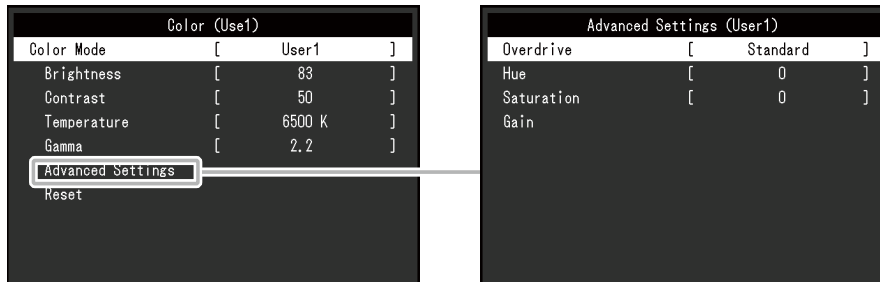 Color (Use1)
Color Mode [ User1 ]
Brightness [ 83 ]
Contrast [ 50 ]
Temperature [ 6500 K ]
Gamma [ 2.2 ]
Advanced Settings
Reset
Advanced Settings (User1)
Overdrive [ Standard ]
Hue [ 0 ]
Saturation [ 0 ]
Gain